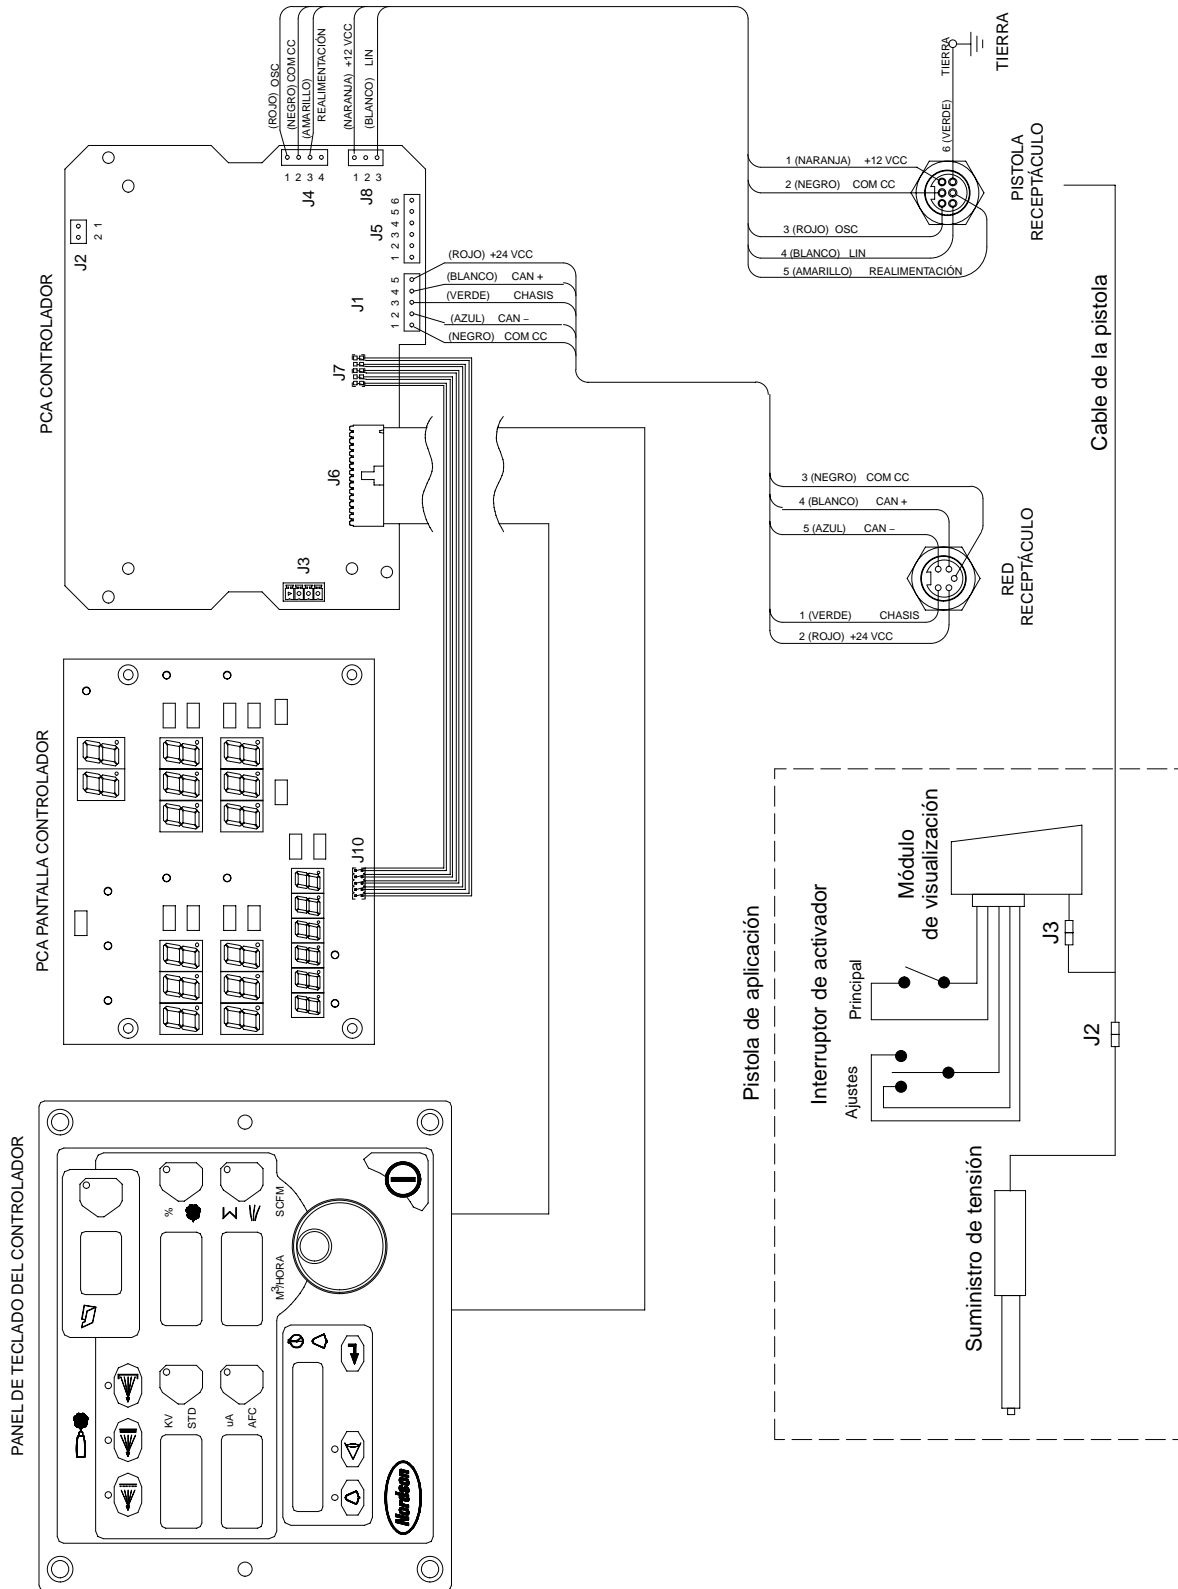 PANEL DE TECLADO DEL CONTROLADOR
KV
STD
uA
AFC
%
M³/HORA
SCFM
Nordson
PCA PANTALLA CONTROLADOR
J10
PCA CONTROLADOR
J2
2 1
J3
J6
J7
J1
1 2 3 4 5
J5
1 2 3 4 5 6
J4
1 2 3 4
J8
1 2 3
(ROJO) OSC
(NEGRO) COM CC
(AMARILLO)
REALIMENTACIÓN
(NARANJA) +12 VCC
(BLANCO) LIN
(ROJO) +24 VCC
(BLANCO) CAN +
(VERDE) CHASIS
(AZUL) CAN –
(NEGRO) COM CC
1 (NARANJA) +12 VCC
2 (NEGRO) COM CC
3 (ROJO) OSC
4 (BLANCO) LIN
5 (AMARILLO) REALIMENTACIÓN
6 (VERDE) TIERRA
TIERRA
PISTOLA
RECEPTÁCULO
3 (NEGRO) COM CC
4 (BLANCO) CAN +
5 (AZUL) CAN –
1 (VERDE) CHASIS
2 (ROJO) +24 VCC
RED
RECEPTÁCULO
Cable de la pistola
Pistola de aplicación
Interruptor de activador
Ajustes
Principal
Módulo
de visualización
J3
J2
Suministro de tensión